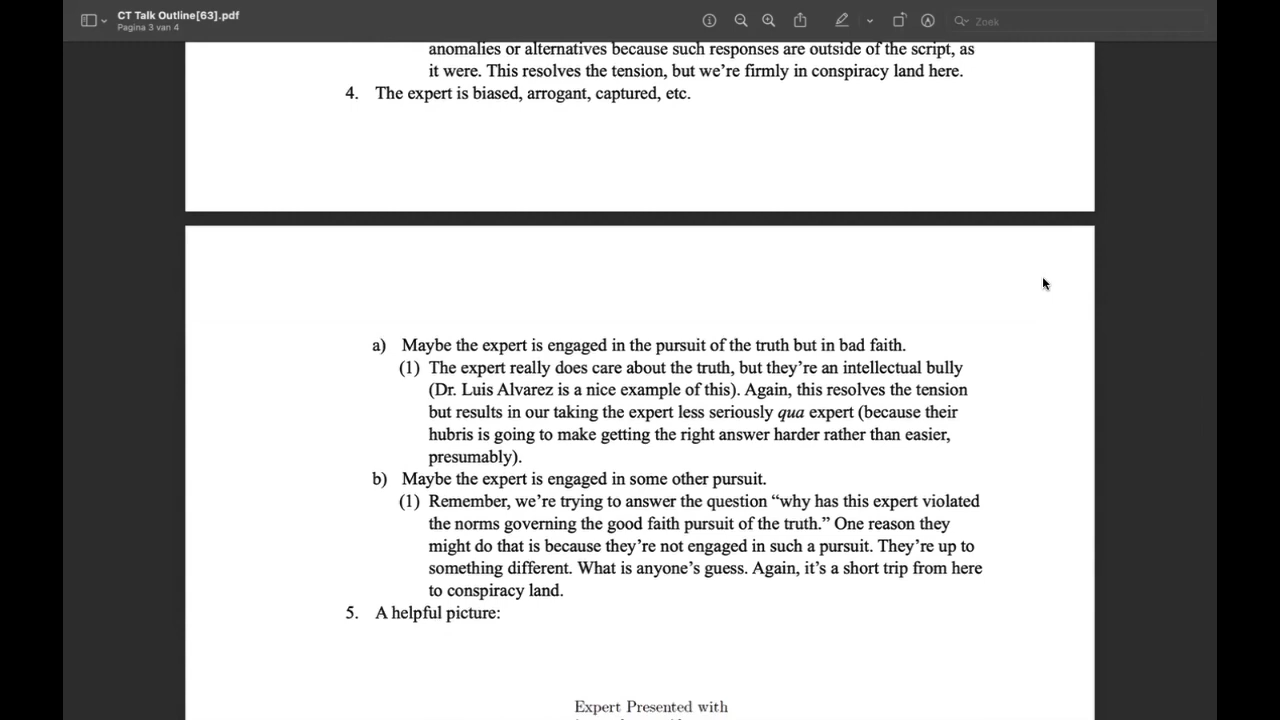 CT Talk Outline[63].pdf
Pagina 3 van 4
Zoek
anomalies or alternatives because such responses are outside of the script, as
it were. This resolves the tension, but we're firmly in conspiracy land here.
4. The expert is biased, arrogant, captured, etc.
a) Maybe the expert is engaged in the pursuit of the truth but in bad faith.
(1) The expert really does care about the truth, but they're an intellectual bully
(Dr. Luis Alvarez is a nice example of this). Again, this resolves the tension
but results in our taking the expert less seriously qua expert (because their
hubris is going to make getting the right answer harder rather than easier,
presumably).
b) Maybe the expert is engaged in some other pursuit.
(1) Remember, we're trying to answer the question “why has this expert violated
the norms governing the good faith pursuit of the truth.” One reason they
might do that is because they're not engaged in such a pursuit. They're up to
something different. What is anyone's guess. Again, it's a short trip from here
to conspiracy land.
5. A helpful picture:
Expert Presented with